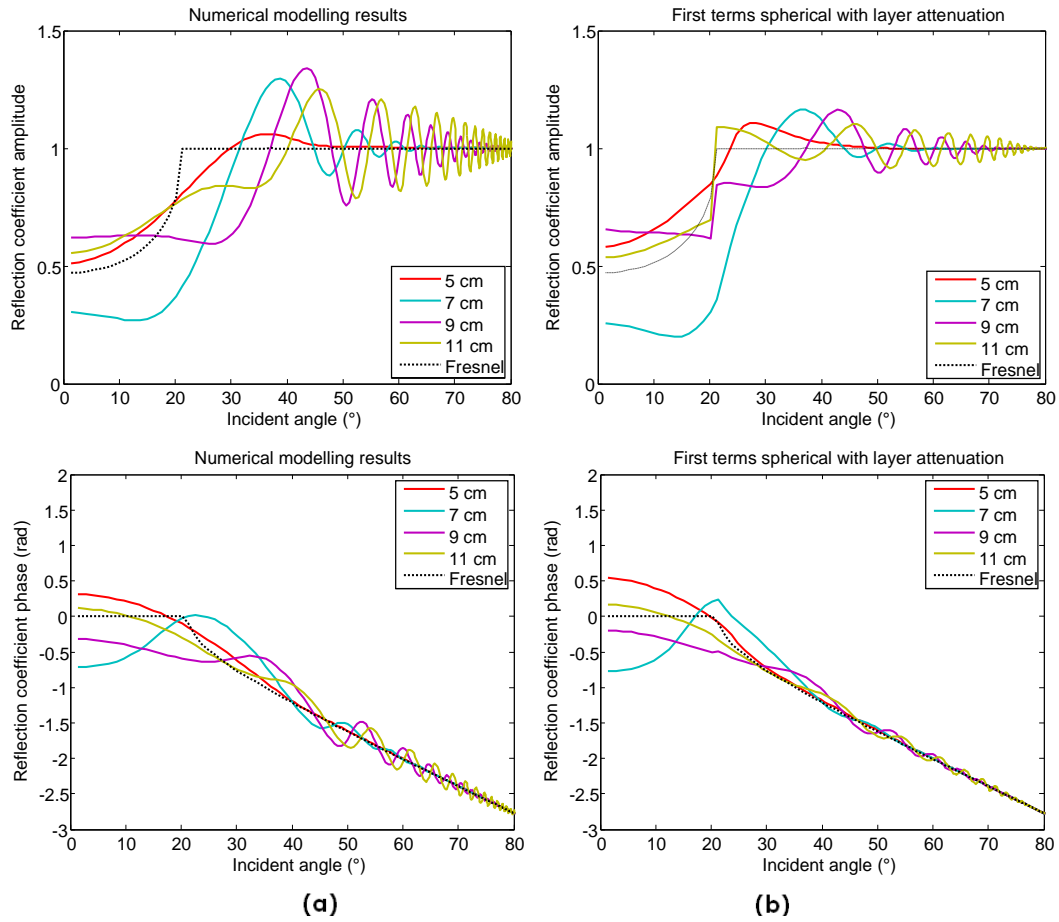 Numerical modelling results
1.5
1
0.5
0
Reflection coefficient amplitude
5 cm
7 cm
9 cm
11 cm
Fresnel
0 10 20 30 40 50 60 70 80
Incident angle (°)
First terms spherical with layer attenuation
1.5
1
0.5
0
Reflection coefficient amplitude
5 cm
7 cm
9 cm
11 cm
Fresnel
0 10 20 30 40 50 60 70 80
Incident angle (°)
Numerical modelling results
2
1.5
1
0.5
0
-0.5
-1
-1.5
-2
-2.5
-3
Reflection coefficient phase (rad)
5 cm
7 cm
9 cm
11 cm
Fresnel
0 10 20 30 40 50 60 70 80
Incident angle (°)
First terms spherical with layer attenuation
2
1.5
1
0.5
0
-0.5
-1
-1.5
-2
-2.5
-3
Reflection coefficient phase (rad)
5 cm
7 cm
9 cm
11 cm
Fresnel
0 10 20 30 40 50 60 70 80
Incident angle (°)
(a)
(b)